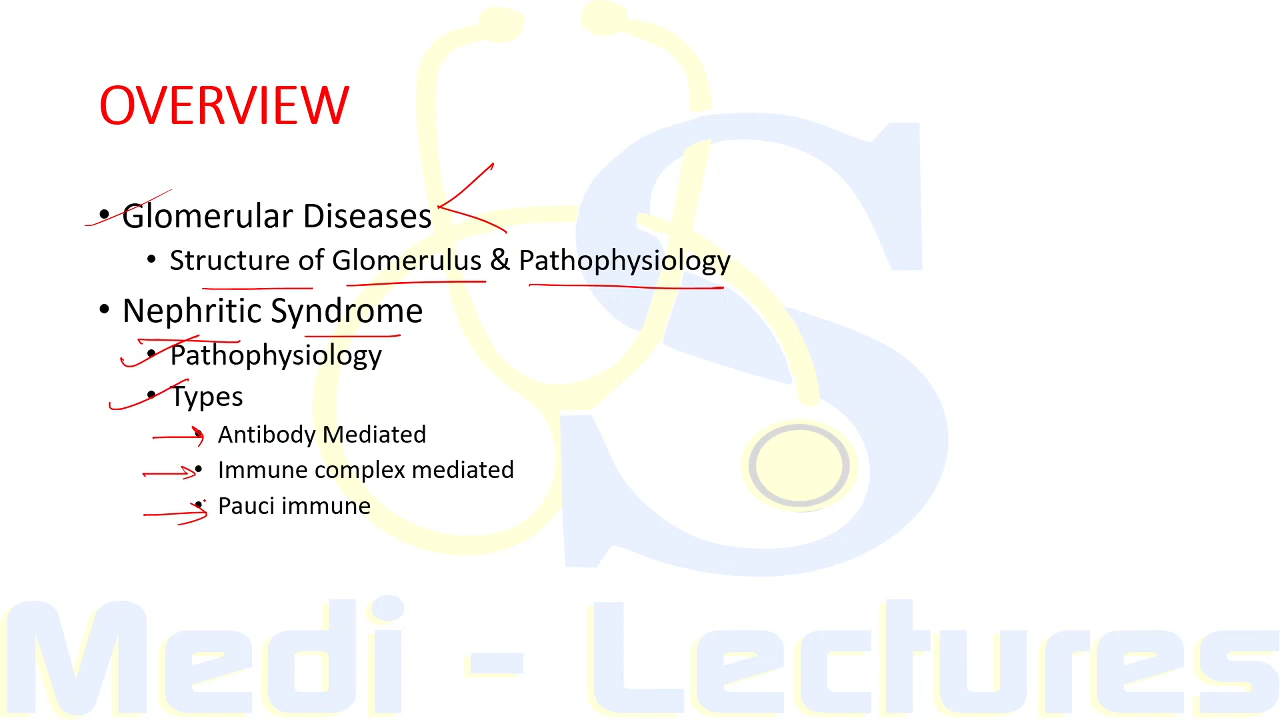 OVERVIEW
• Glomerular Diseases
• Structure of Glomerulus & Pathophysiology
• Nephritic Syndrome
• Pathophysiology
• Types
• Antibody Mediated
• Immune complex mediated
• Pauci immune
S
Medi - Lectures